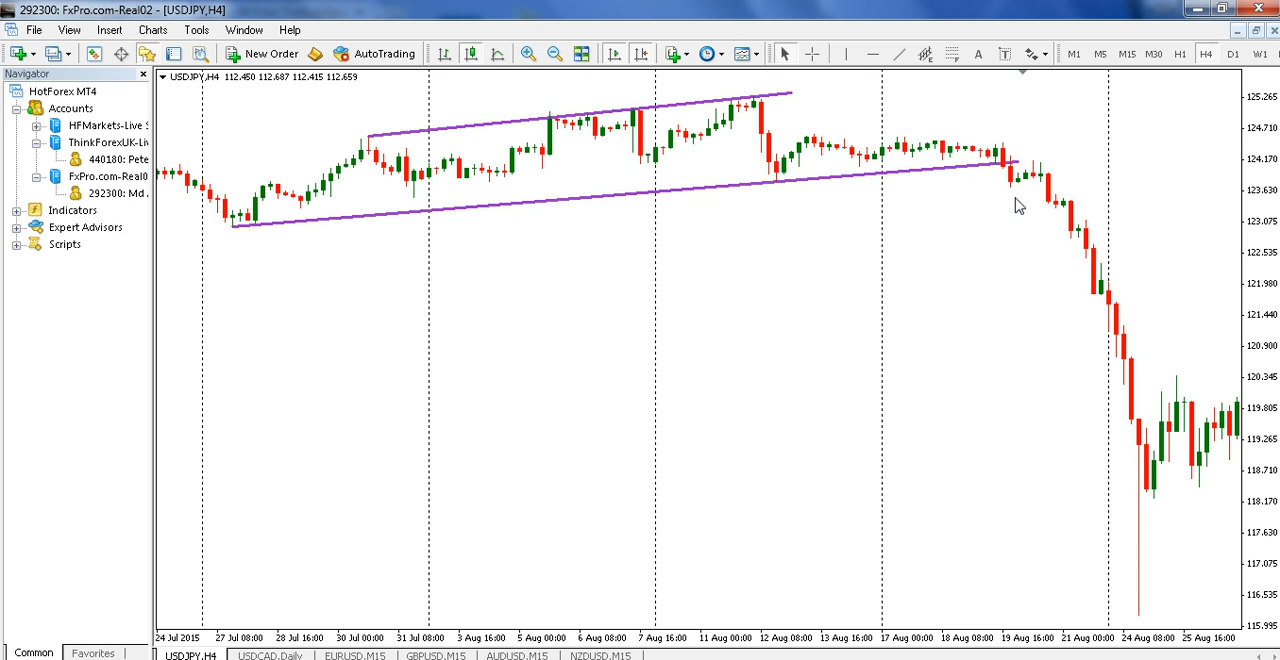 292300: FxPro.com-Real02 - [USDJPY,H4]
File View Insert Charts Tools Window Help
New Order AutoTrading A T M1 M5 M15 M30 H1 H4 D1 W1
Navigator
HotForex MT4
Accounts
HFMarkets-Live S
ThinkForexUK-Liv
440180: Pete
FxPro.com-Real0
292300: Md .
Indicators
Expert Advisors
Scripts
Common Favorites
USDJPY,H4 112.450 112.687 112.415 112.659
125.265
124.710
124.170
123.630
123.075
122.535
121.980
121.440
120.900
120.345
119.805
119.265
118.710
118.170
117.630
117.075
116.535
115.995
24 Jul 2015 27 Jul 08:00 28 Jul 16:00 30 Jul 00:00 31 Jul 08:00 3 Aug 16:00 5 Aug 00:00 6 Aug 08:00 7 Aug 16:00 11 Aug 00:00 12 Aug 08:00 13 Aug 16:00 17 Aug 00:00 18 Aug 08:00 19 Aug 16:00 21 Aug 00:00 24 Aug 08:00 25 Aug 16:00
USDJPY,H4 USDCAD,Daily EURUSD,M15 GBPUSD,M15 AUDUSD,M15 NZDUSD,M15